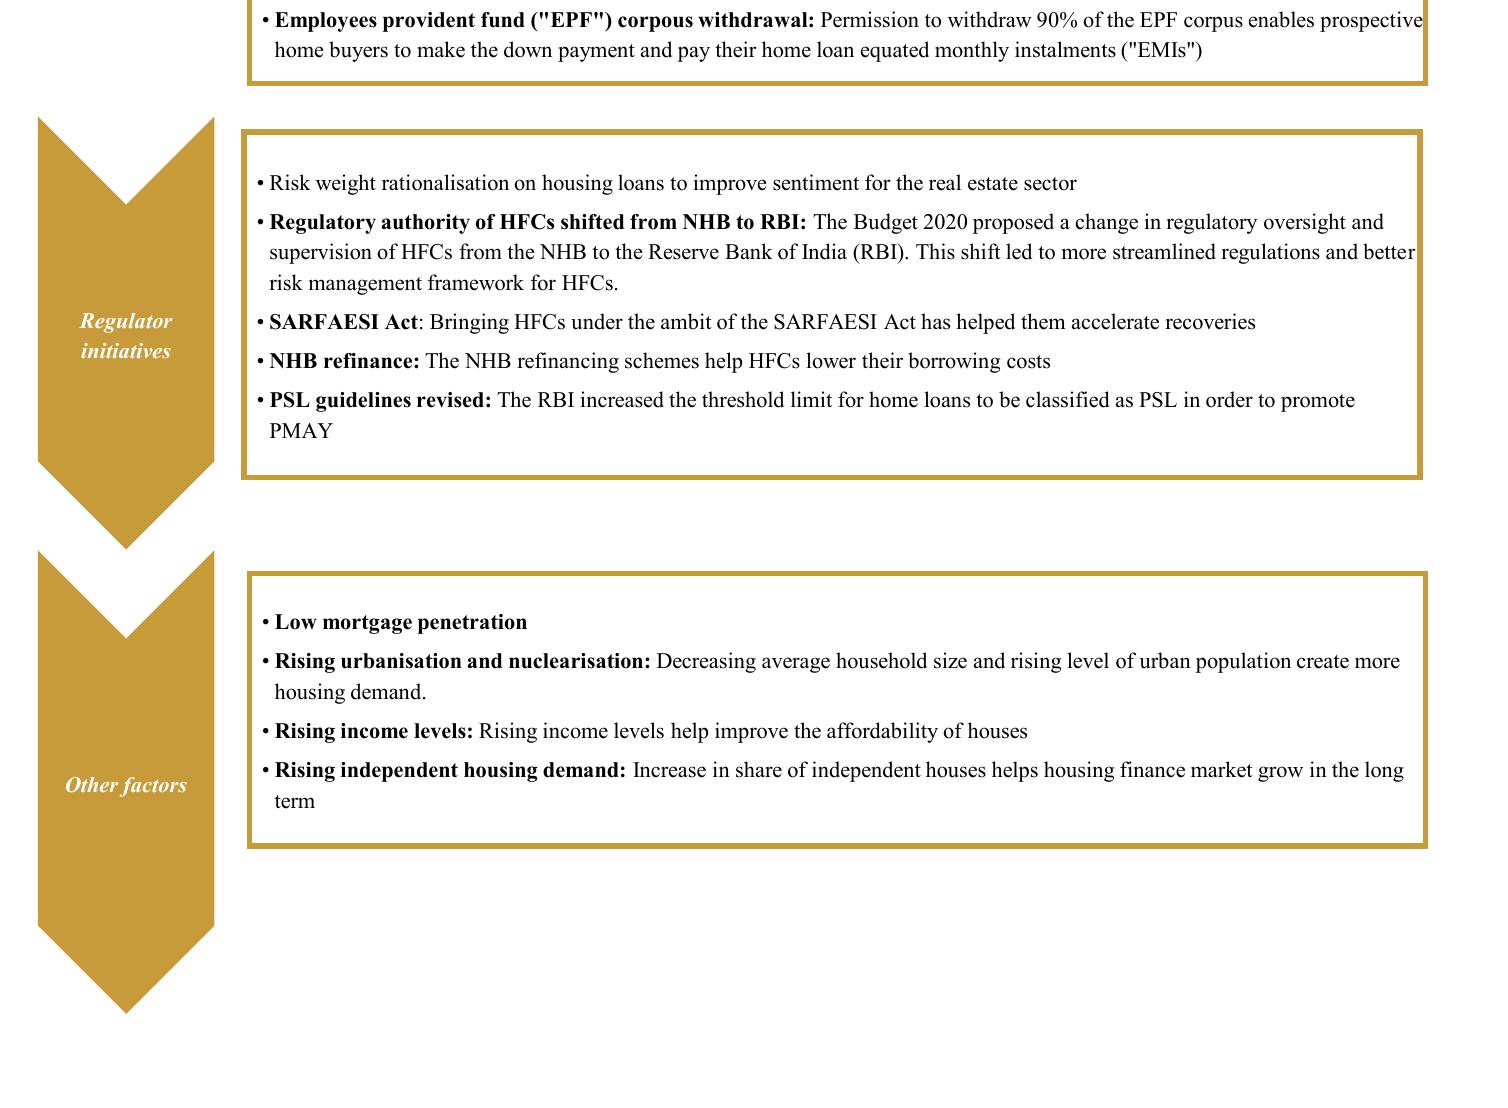 • Employees provident fund ("EPF") corpous withdrawal: Permission to withdraw 90% of the EPF corpus enables prospective
home buyers to make the down payment and pay their home loan equated monthly instalments ("EMIs")
Regulator
initiatives
• Risk weight rationalisation on housing loans to improve sentiment for the real estate sector
• Regulatory authority of HFCs shifted from NHB to RBI: The Budget 2020 proposed a change in regulatory oversight and
supervision of HFCs from the NHB to the Reserve Bank of India (RBI). This shift led to more streamlined regulations and better
risk management framework for HFCs.
• SARFAESI Act: Bringing HFCs under the ambit of the SARFAESI Act has helped them accelerate recoveries
• NHB refinance: The NHB refinancing schemes help HFCs lower their borrowing costs
• PSL guidelines revised: The RBI increased the threshold limit for home loans to be classified as PSL in order to promote
PMAY
Other factors
• Low mortgage penetration
• Rising urbanisation and nuclearisation: Decreasing average household size and rising level of urban population create more
housing demand.
• Rising income levels: Rising income levels help improve the affordability of houses
• Rising independent housing demand: Increase in share of independent houses helps housing finance market grow in the long
term